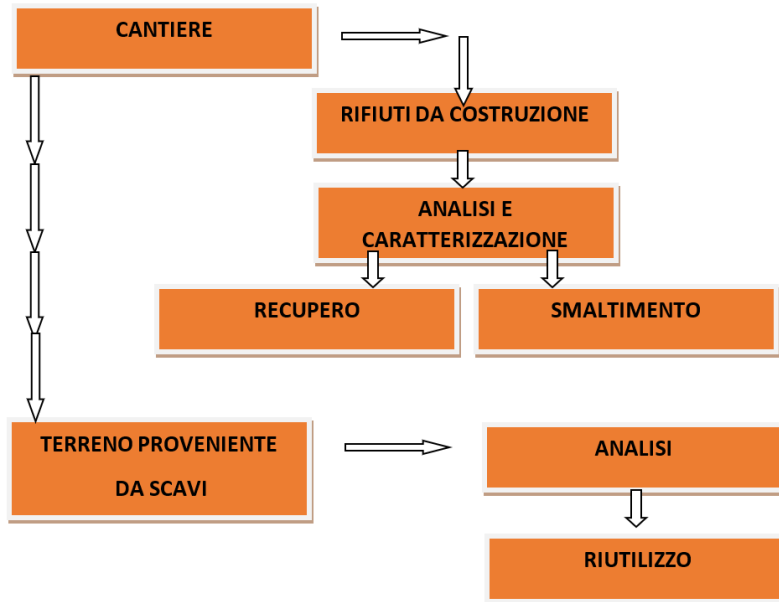 CANTIERE
RIFIUTI DA COSTRUZIONE
ANALISI E
CARATTERIZZAZIONE
RECUPERO
SMALTIMENTO
TERRENO PROVENIENTE
DA SCAVI
ANALISI
RIUTILIZZO